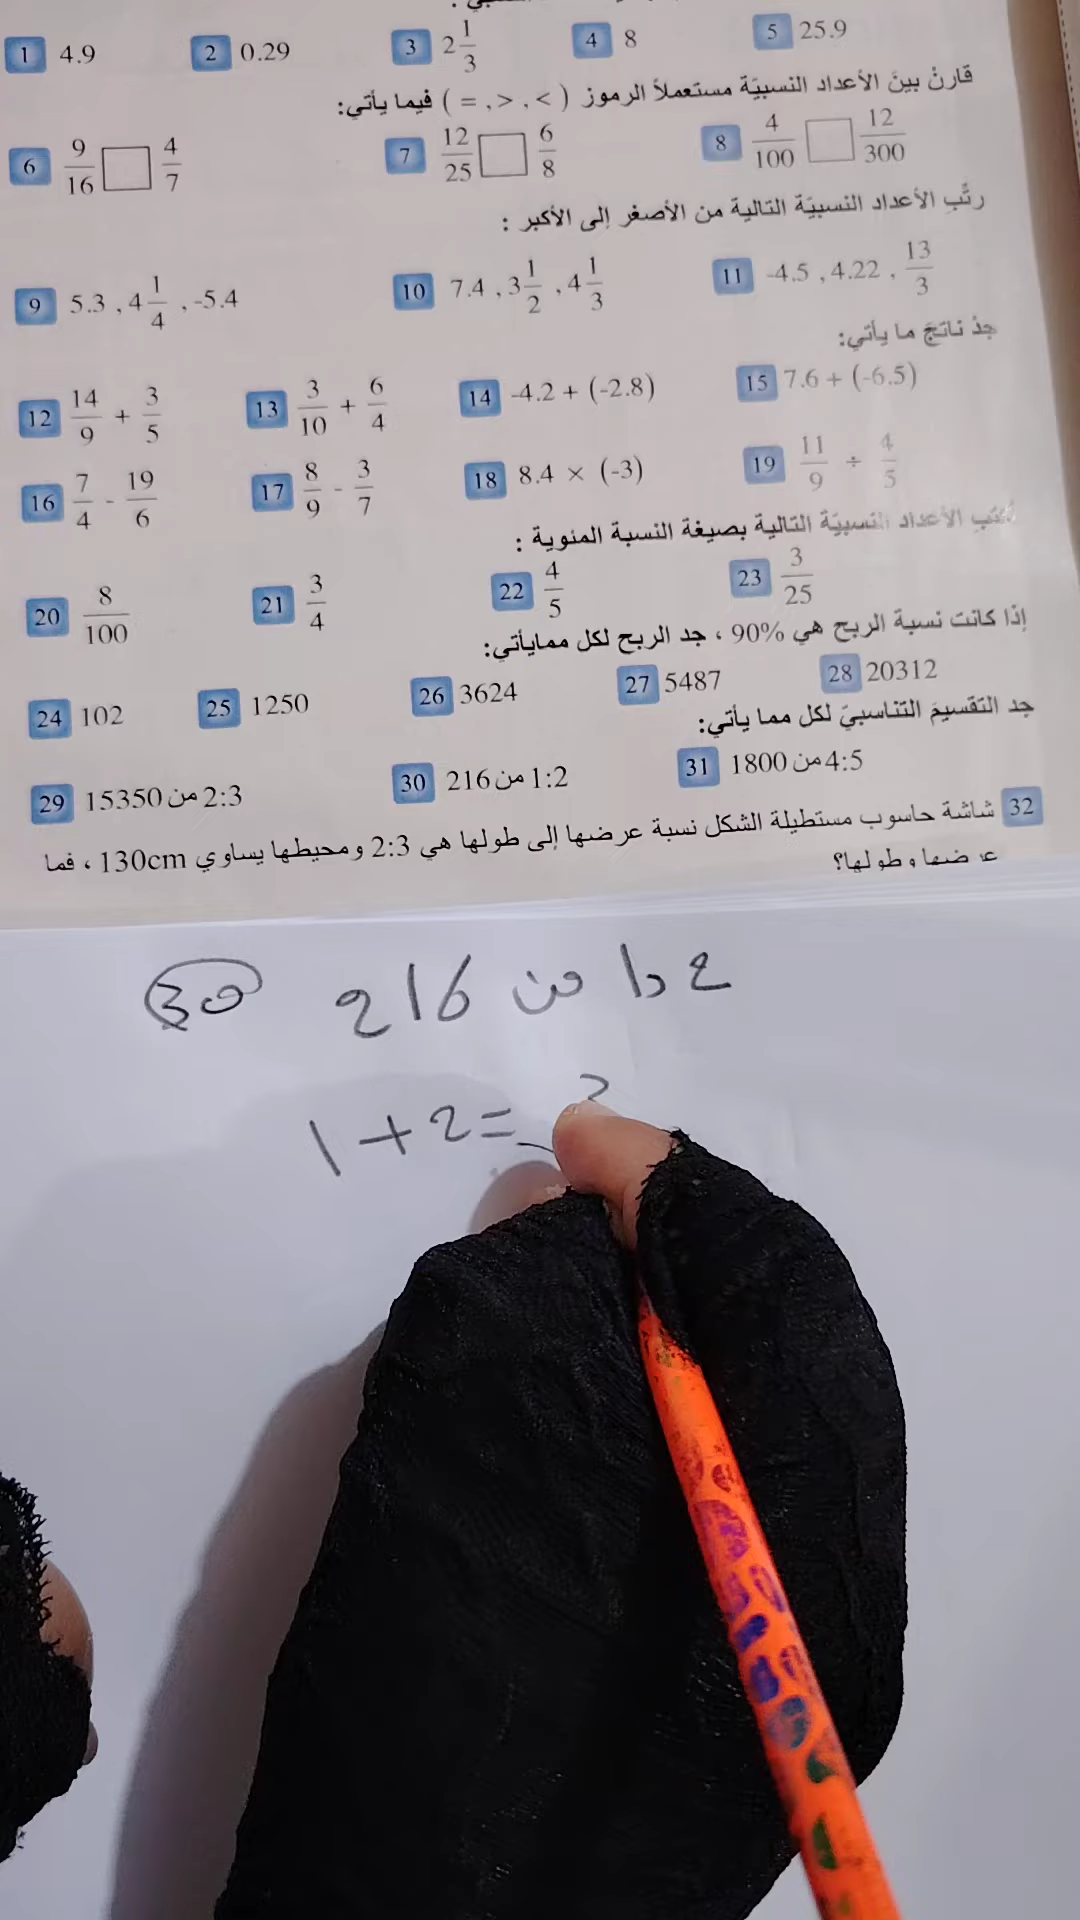 1 4.9 2 0.29 3 2 1/3 4 8 5 25.9
قارنْ بينَ الأعداد النسبيّة مستعملاً الرموز ( < , > , = ) فيما يأتي:
6 9/16 □ 4/7 7 12/25 □ 6/8 8 4/100 □ 12/300
رتِّبِ الأعداد النسبيّة التالية من الأصغر إلى الأكبر :
9 5.3 , 4 1/4 , -5.4 10 7.4 , 3 1/2 , 4 1/3 11 -4.5 , 4.22 , 13/3
جدْ ناتجَ ما يأتي:
12 14/9 + 3/5 13 3/10 + 6/4 14 -4.2 + (-2.8) 15 7.6 + (-6.5)
16 7/4 - 19/6 17 8/9 - 3/7 18 8.4 × (-3) 19 11/9 ÷ 4/5
أكتبِ الأعداد النسبيّة التالية بصيغة النسبة المئوية :
20 8/100 21 3/4 22 4/5 23 3/25
إذا كانت نسبة الربح هي 90% ، جد الربح لكل ممايأتي:
24 102 25 1250 26 3624 27 5487 28 20312
جد التقسيمَ التناسبيّ لكل مما يأتي:
29 15350 من 2:3 30 216 من 1:2 31 1800 من 4:5
32 شاشة حاسوب مستطيلة الشكل نسبة عرضها إلى طولها هي 2:3 ومحيطها يساوي 130cm ، فما
عرضها وطولها؟
30 216 من 1:2
1+2=